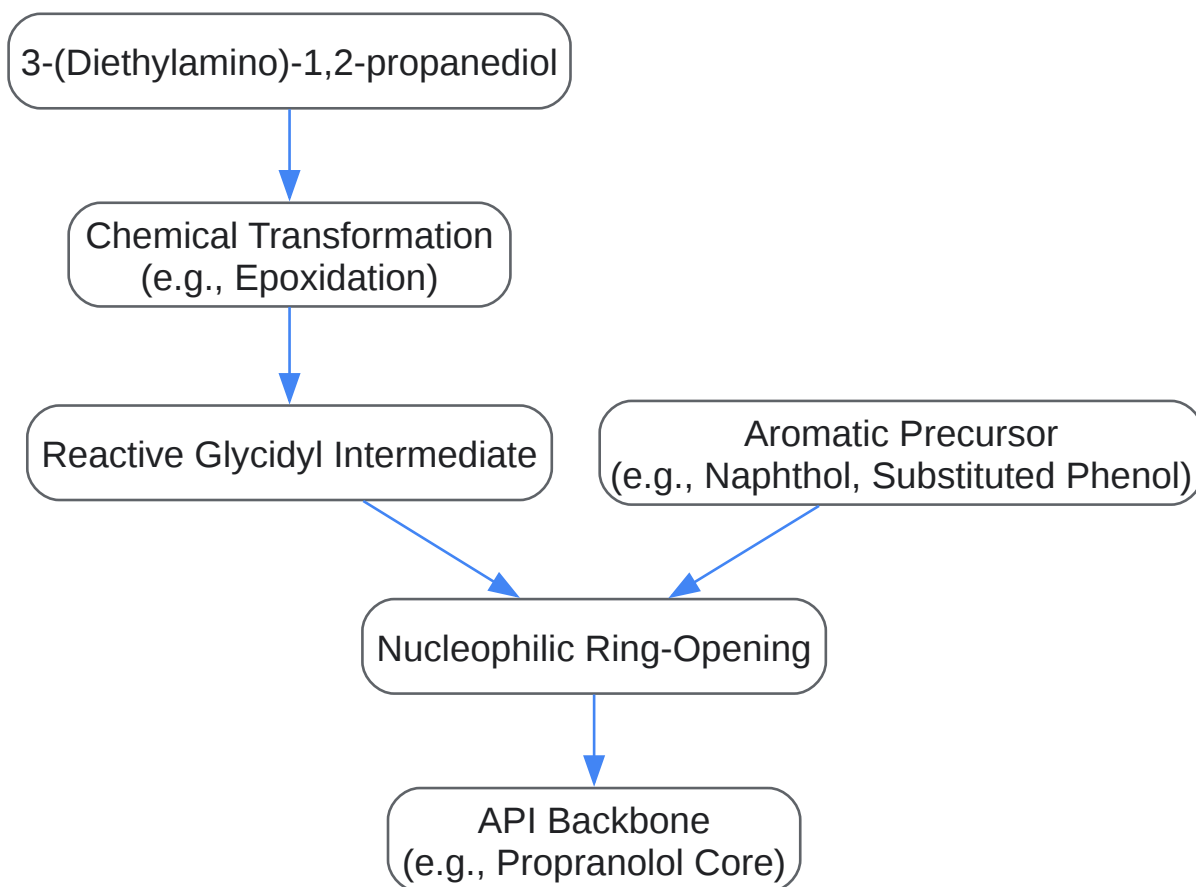 3-(Diethylamino)-1,2-propanediol
Chemical Transformation
(e.g., Epoxidation)
Reactive Glycidyl Intermediate
Aromatic Precursor
(e.g., Naphthol, Substituted Phenol)
Nucleophilic Ring-Opening
API Backbone
(e.g., Propranolol Core)